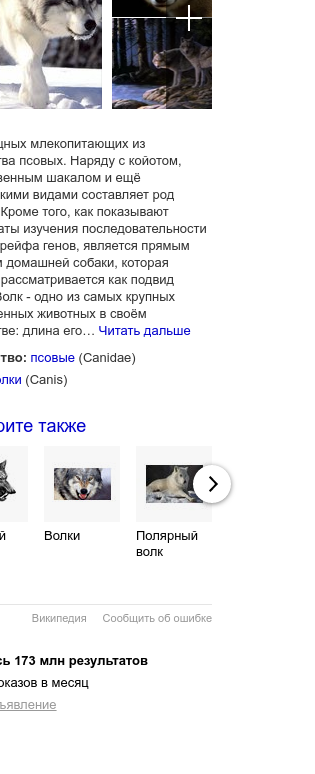 щных млекопитающих из
тва псовых. Наряду с койотом,
венным шакалом и ещё
кими видами составляет род
Кроме того, как показывают
аты изучения последовательности
рейфа генов, является прямым
м домашней собаки, которая
рассматривается как подвид
Волк - одно из самых крупных
енных животных в своём
тве: длина его… Читать дальше
тво: псовые (Canidae)
олки (Canis)
рите также
й Волки Полярный
волк
Википедия Сообщить об ошибке
сь 173 млн результатов
оказов в месяц
ъявление